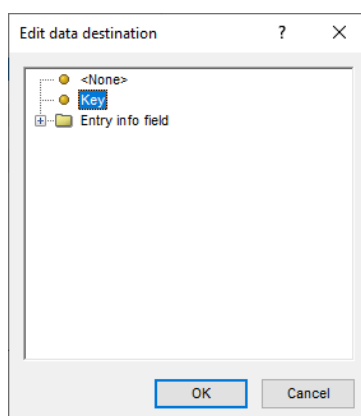 Edit data destination ?
<None>
Key
Entry info field
OK Cancel